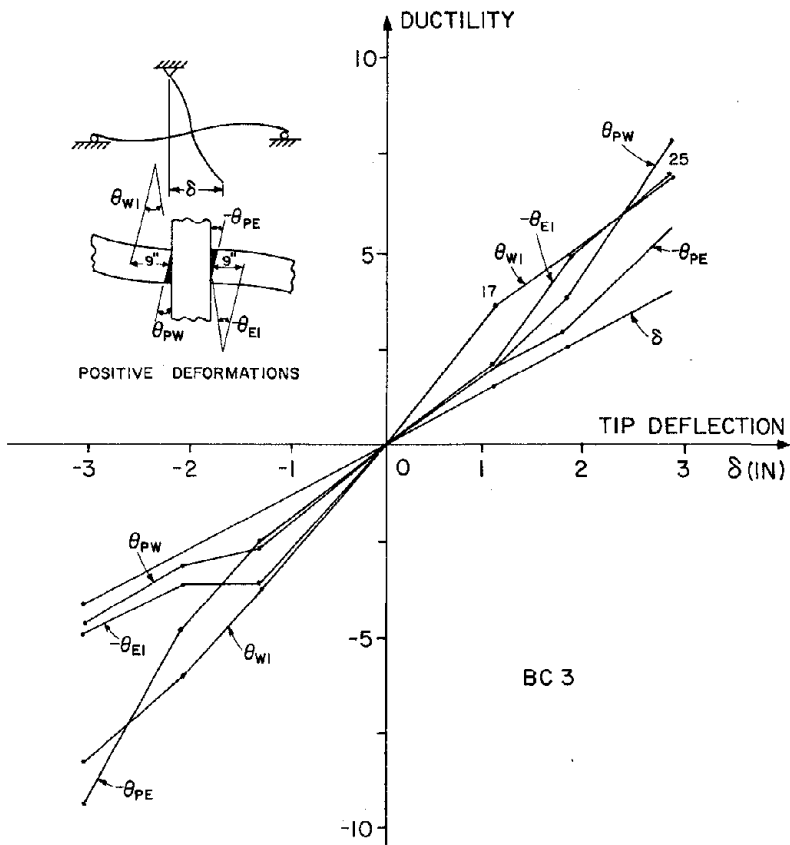 DUCTILITY
10
θPW
25
δ
θWI
-θPE
-θEI
-θPE
5
θWI
9"
9"
17
θPW
-θEI
δ
POSITIVE DEFORMATIONS
TIP DEFLECTION
-3
-2
-1
0
1
2
3
δ(IN)
θPW
-θEI
-5
θWI
BC 3
-θPE
-10